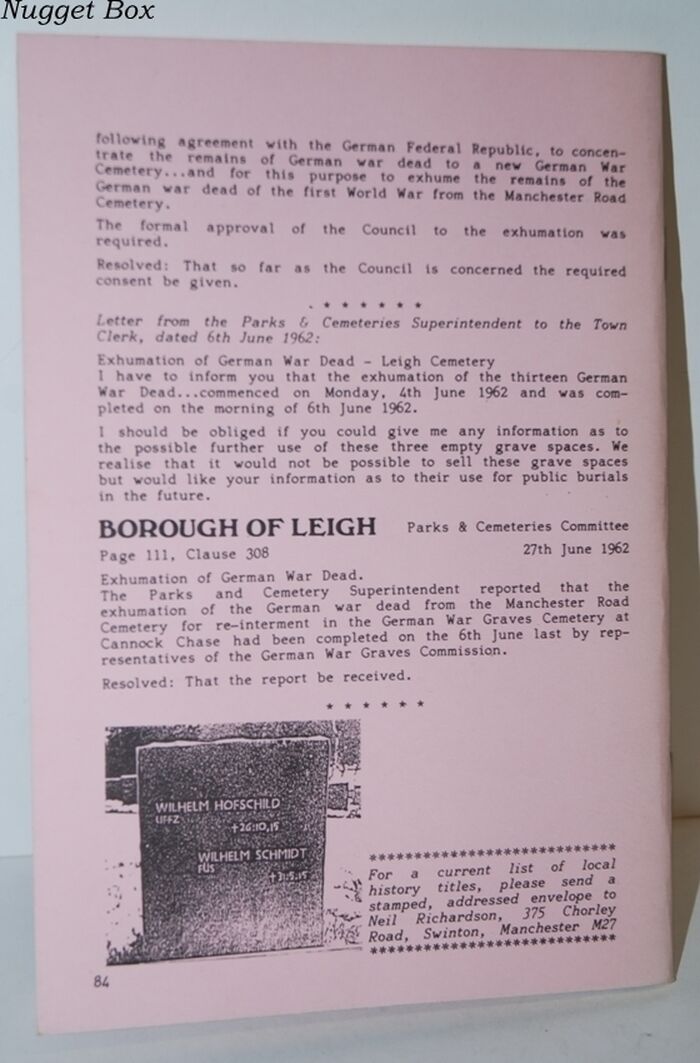 Nugget Box
following agreement with the German Federal Republic, to concen-
trate the remains of German war dead to a new German War
Cemetery...and for this purpose to exhume the remains of the
German war dead of the first World War from the Manchester Road
Cemetery.
The formal approval of the Council to the exhumation was
required.
Resolved: That so far as the Council is concerned the required
consent be given.
. * * * * * *
Letter from the Parks & Cemeteries Superintendent to the Town
Clerk, dated 6th June 1962:
Exhumation of German War Dead - Leigh Cemetery
I have to inform you that the exhumation of the thirteen German
War Dead...commenced on Monday, 4th June 1962 and was com-
pleted on the morning of 6th June 1962.
I should be obliged if you could give me any information as to
the possible further use of these three empty grave spaces. We
realise that it would not be possible to sell these grave spaces
but would like your information as to their use for public burials
in the future.
BOROUGH OF LEIGH Parks & Cemeteries Committee
Page 111, Clause 308 27th June 1962
Exhumation of German War Dead.
The Parks and Cemetery Superintendent reported that the
exhumation of the German war dead from the Manchester Road
Cemetery for re-interment in the German War Graves Cemetery at
Cannock Chase had been completed on the 6th June last by rep-
resentatives of the German War Graves Commission.
Resolved: That the report be received.
* * * * * *
WILHELM HOFSCHILD
UFFZ
†26.10.15
WILHELM SCHMIDT
FÜS
†31.5.15
*********************************
For a current list of local
history titles, please send a
stamped, addressed envelope to
Neil Richardson, 375 Chorley
Road, Swinton, Manchester M27
*********************************
84